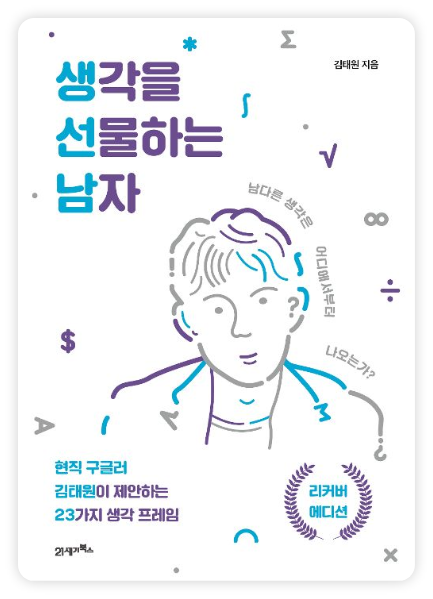 김태원 지음
생각을
선물하는
남자
남다른 생각은
어디에서부터
나오는가?
현직 구글러
김태원이 제안하는
23가지 생각 프레임
리커버
에디션
21세기북스